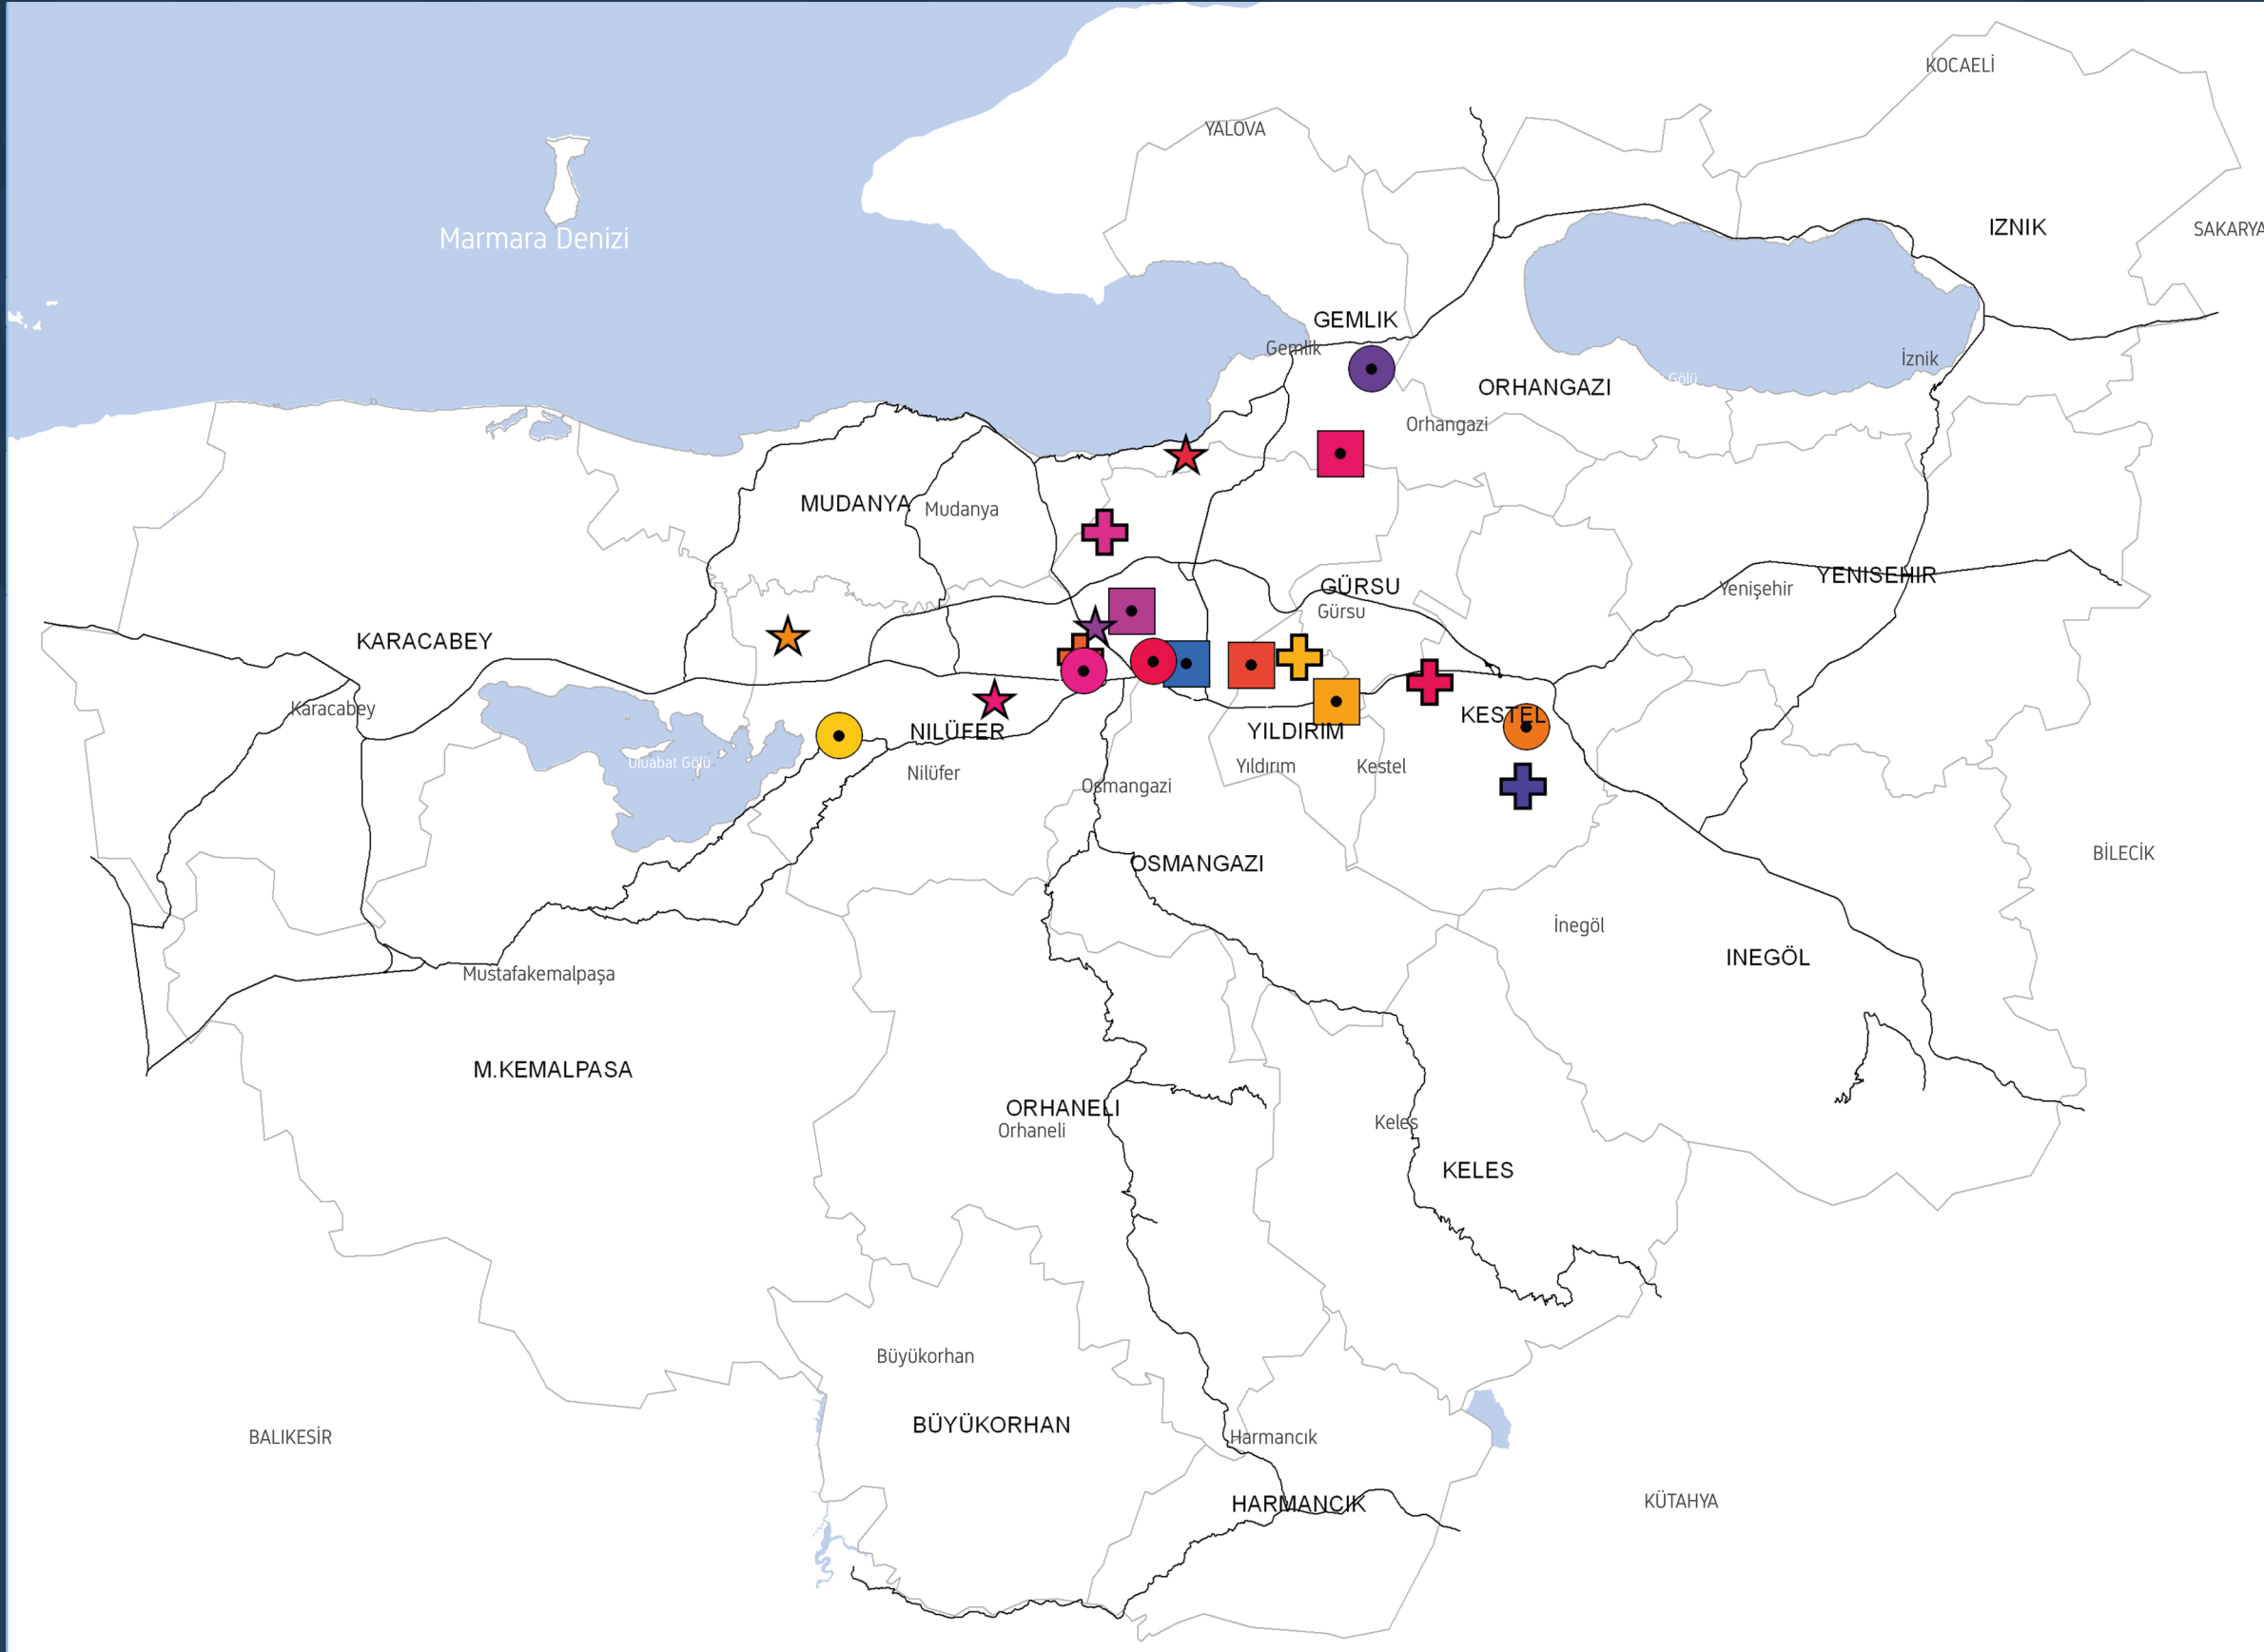 KOCAELİ
YALOVA
IZNIK
SAKARYA
Marmara Denizi
GEMLIK
Gemlik
İznik
Gölü
ORHANGAZI
Orhangazi
MUDANYA
Mudanya
YENISEHIR
Yenişehir
GÜRSU
Gürsu
KARACABEY
Karacabey
KESTEL
NILÜFER
YILDIRIM
Uluabat Gölü
Nilüfer
Yıldırım
Kestel
Osmangazi
BİLECİK
OSMANGAZI
İnegöl
INEGÖL
Mustafakemalpaşa
M.KEMALPASA
ORHANELI
Orhaneli
Keles
KELES
Büyükorhan
BÜYÜKORHAN
BALIKESİR
Harmancık
HARMANCIK
KÜTAHYA